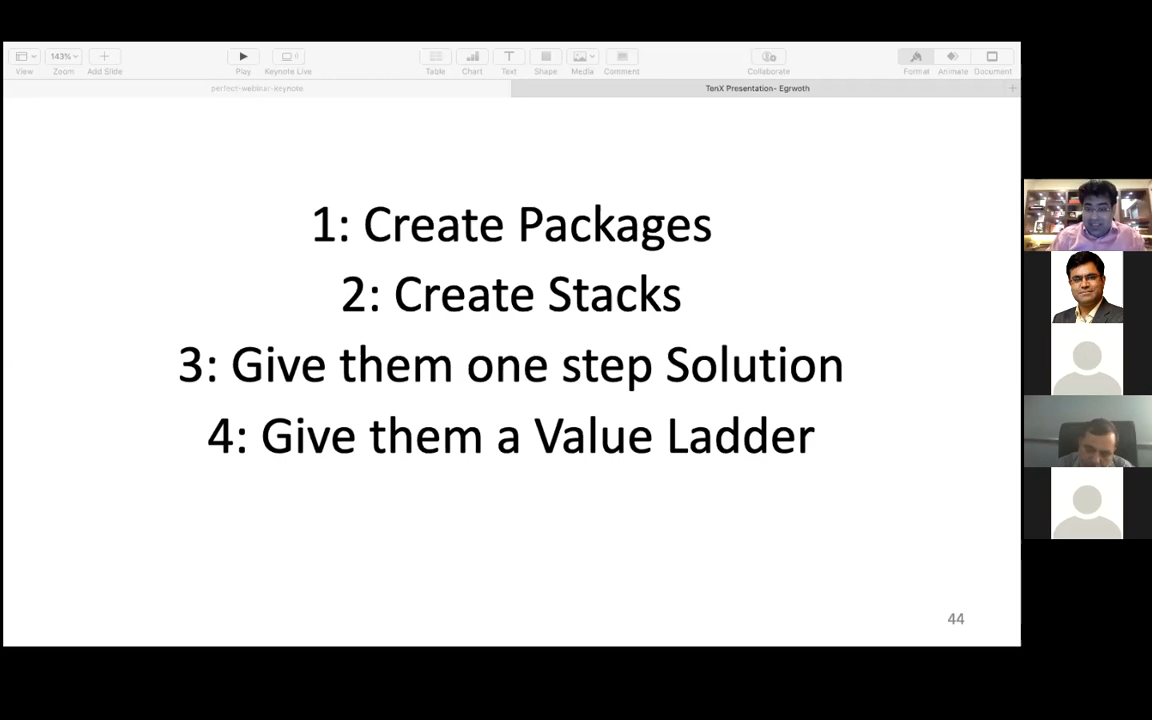 143%
View
Zoom
Add Slide
Play
Keynote Live
Table
Chart
Text
Shape
Media
Comment
Collaborate
Format
Animate
Document
perfect-webinar-keynote
TenX Presentation- Egrwoth
1: Create Packages
2: Create Stacks
3: Give them one step Solution
4: Give them a Value Ladder
44